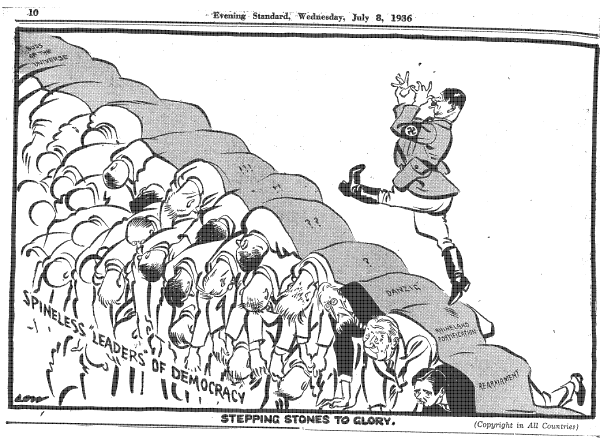 10
Evening Standard, Wednesday, July 8, 1936
BOSS
OF THE
UNIVERSE
!!!
!!
??
?
DANZIG
RHINELAND
FORTIFICATION
REARMAMENT
SPINELESS "LEADERS" OF DEMOCRACY
LOW
STEPPING STONES TO GLORY.
(Copyright in All Countries)